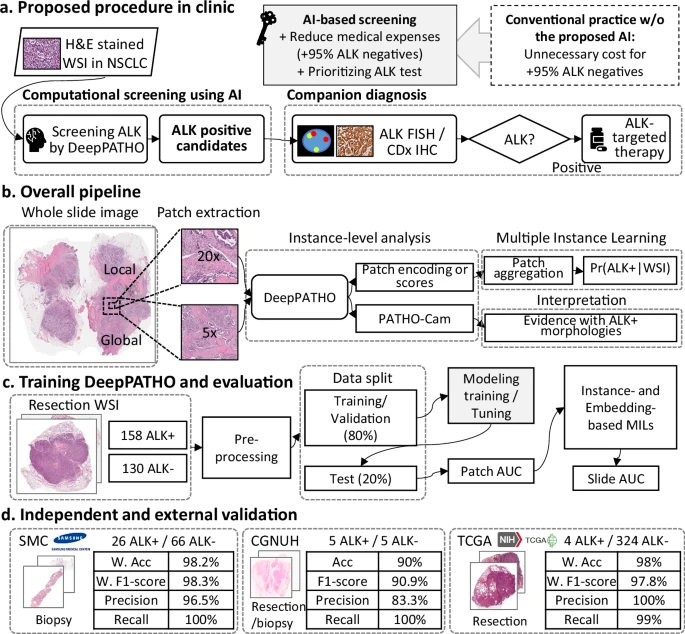 a. Proposed procedure in clinic
H&E stained
WSI in NSCLC
AI-based screening
+ Reduce medical expenses
(+95% ALK negatives)
+ Prioritizing ALK test
Conventional practice w/o
the proposed AI:
Unnecessary cost for
+95% ALK negatives
Computational screening using AI
Screening ALK
by DeepPATHO
ALK positive
candidates
Companion diagnosis
ALK FISH /
CDx IHC
ALK?
Positive
ALK-
targeted
therapy
b. Overall pipeline
Whole slide image
Local
Global
Patch extraction
20x
5x
Instance-level analysis
DeepPATHO
Patch encoding or
scores
PATHO-Cam
Multiple Instance Learning
Patch
aggregation
Pr(ALK+|WSI)
Interpretation
Evidence with ALK+
morphologies
c. Training DeepPATHO and evaluation
Resection WSI
158 ALK+
130 ALK-
Pre-
processing
Data split
Training/
Validation
(80%)
Test (20%)
Modeling
training /
Tuning
Patch AUC
Instance- and
Embedding-
based MILs
Slide AUC
d. Independent and external validation
SMC
SAMSUNG
SAMSUNG MEDICAL CENTER
Biopsy
26 ALK+ / 66 ALK-
W. Acc 98.2%
W. F1-score 98.3%
Precision 96.5%
Recall 100%
CGNUH
Resection
/biopsy
5 ALK+ / 5 ALK-
Acc 90%
F1-score 90.9%
Precision 83.3%
Recall 100%
TCGA
NIH
TCGA
Resection
4 ALK+ / 324 ALK-
W. Acc 98%
W. F1-score 97.8%
Precision 100%
Recall 99%